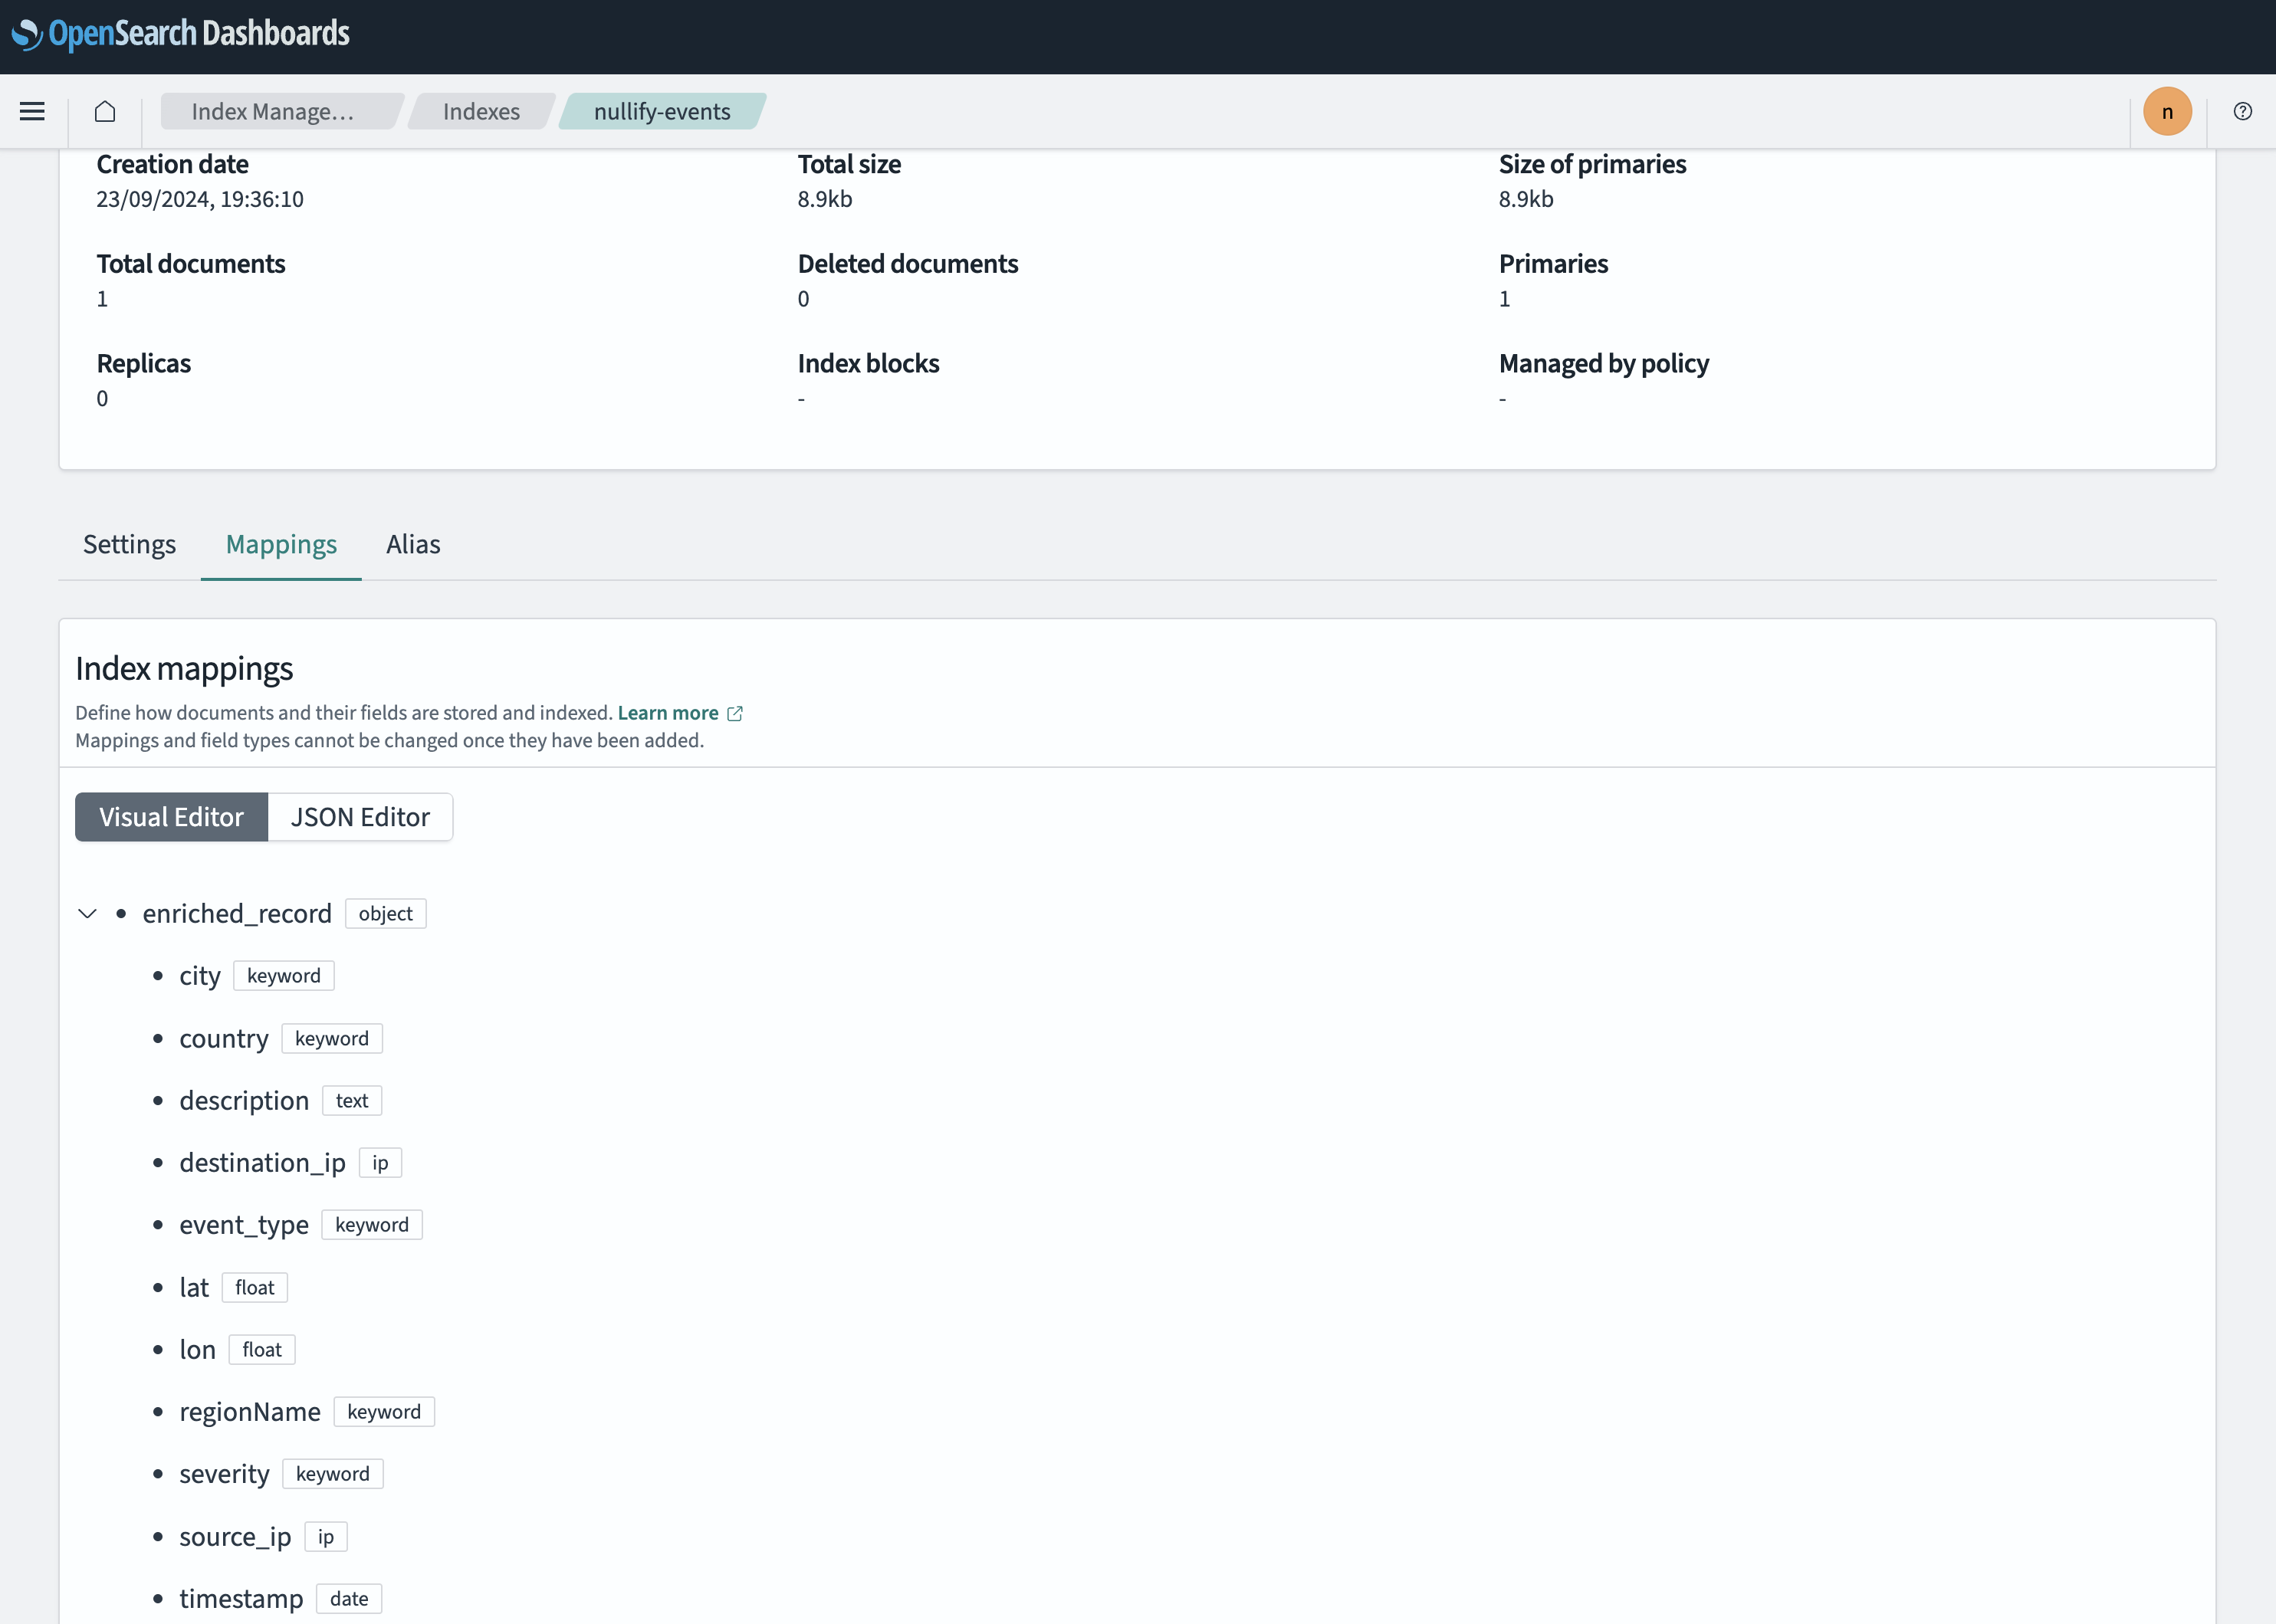 OpenSearch Dashboards
Index Manage… Indexes nullify-events n
Creation date Total size Size of primaries
23/09/2024, 19:36:10 8.9kb 8.9kb
Total documents Deleted documents Primaries
1 0 1
Replicas Index blocks Managed by policy
0 - -
Settings Mappings Alias
Index mappings
Define how documents and their fields are stored and indexed. Learn more
Mappings and field types cannot be changed once they have been added.
Visual Editor JSON Editor
enriched_record object
city keyword
country keyword
description text
destination_ip ip
event_type keyword
lat float
lon float
regionName keyword
severity keyword
source_ip ip
timestamp date